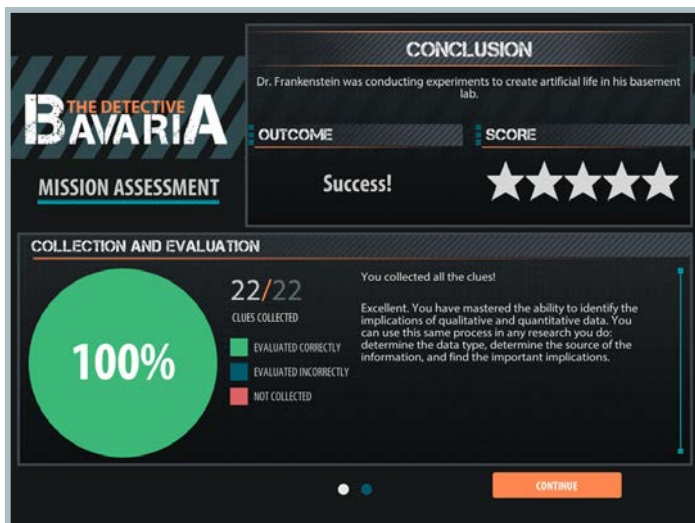 THE DETECTIVE
BAVARIA
MISSION ASSESSMENT
CONCLUSION
Dr. Frankenstein was conducting experiments to create artificial life in his basement
lab.
OUTCOME
SCORE
Success!
COLLECTION AND EVALUATION
100%
22/22
CLUES COLLECTED
EVALUATED CORRECTLY
EVALUATED INCORRECTLY
NOT COLLECTED
You collected all the clues!
Excellent. You have mastered the ability to identify the
implications of qualitative and quantitative data. You
can use this same process in any research you do:
determine the data type, determine the source of the
information, and find the important implications.
CONTINUE